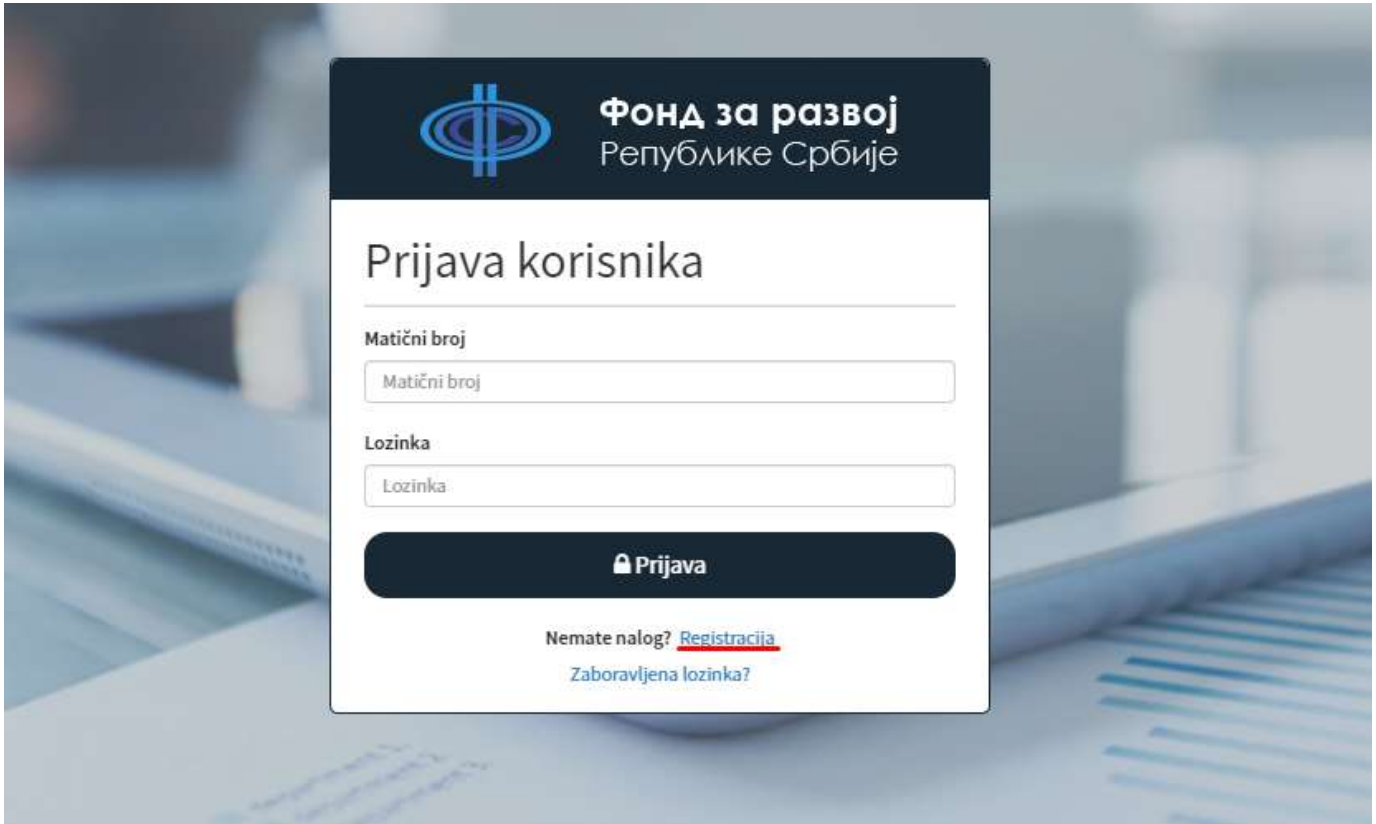 Фонд за развој
Републике Србије
Prijava korisnika
Matični broj
Matični broj
Lozinka
Lozinka
Prijava
Nemate nalog? Registracija
Zaboravljena lozinka?